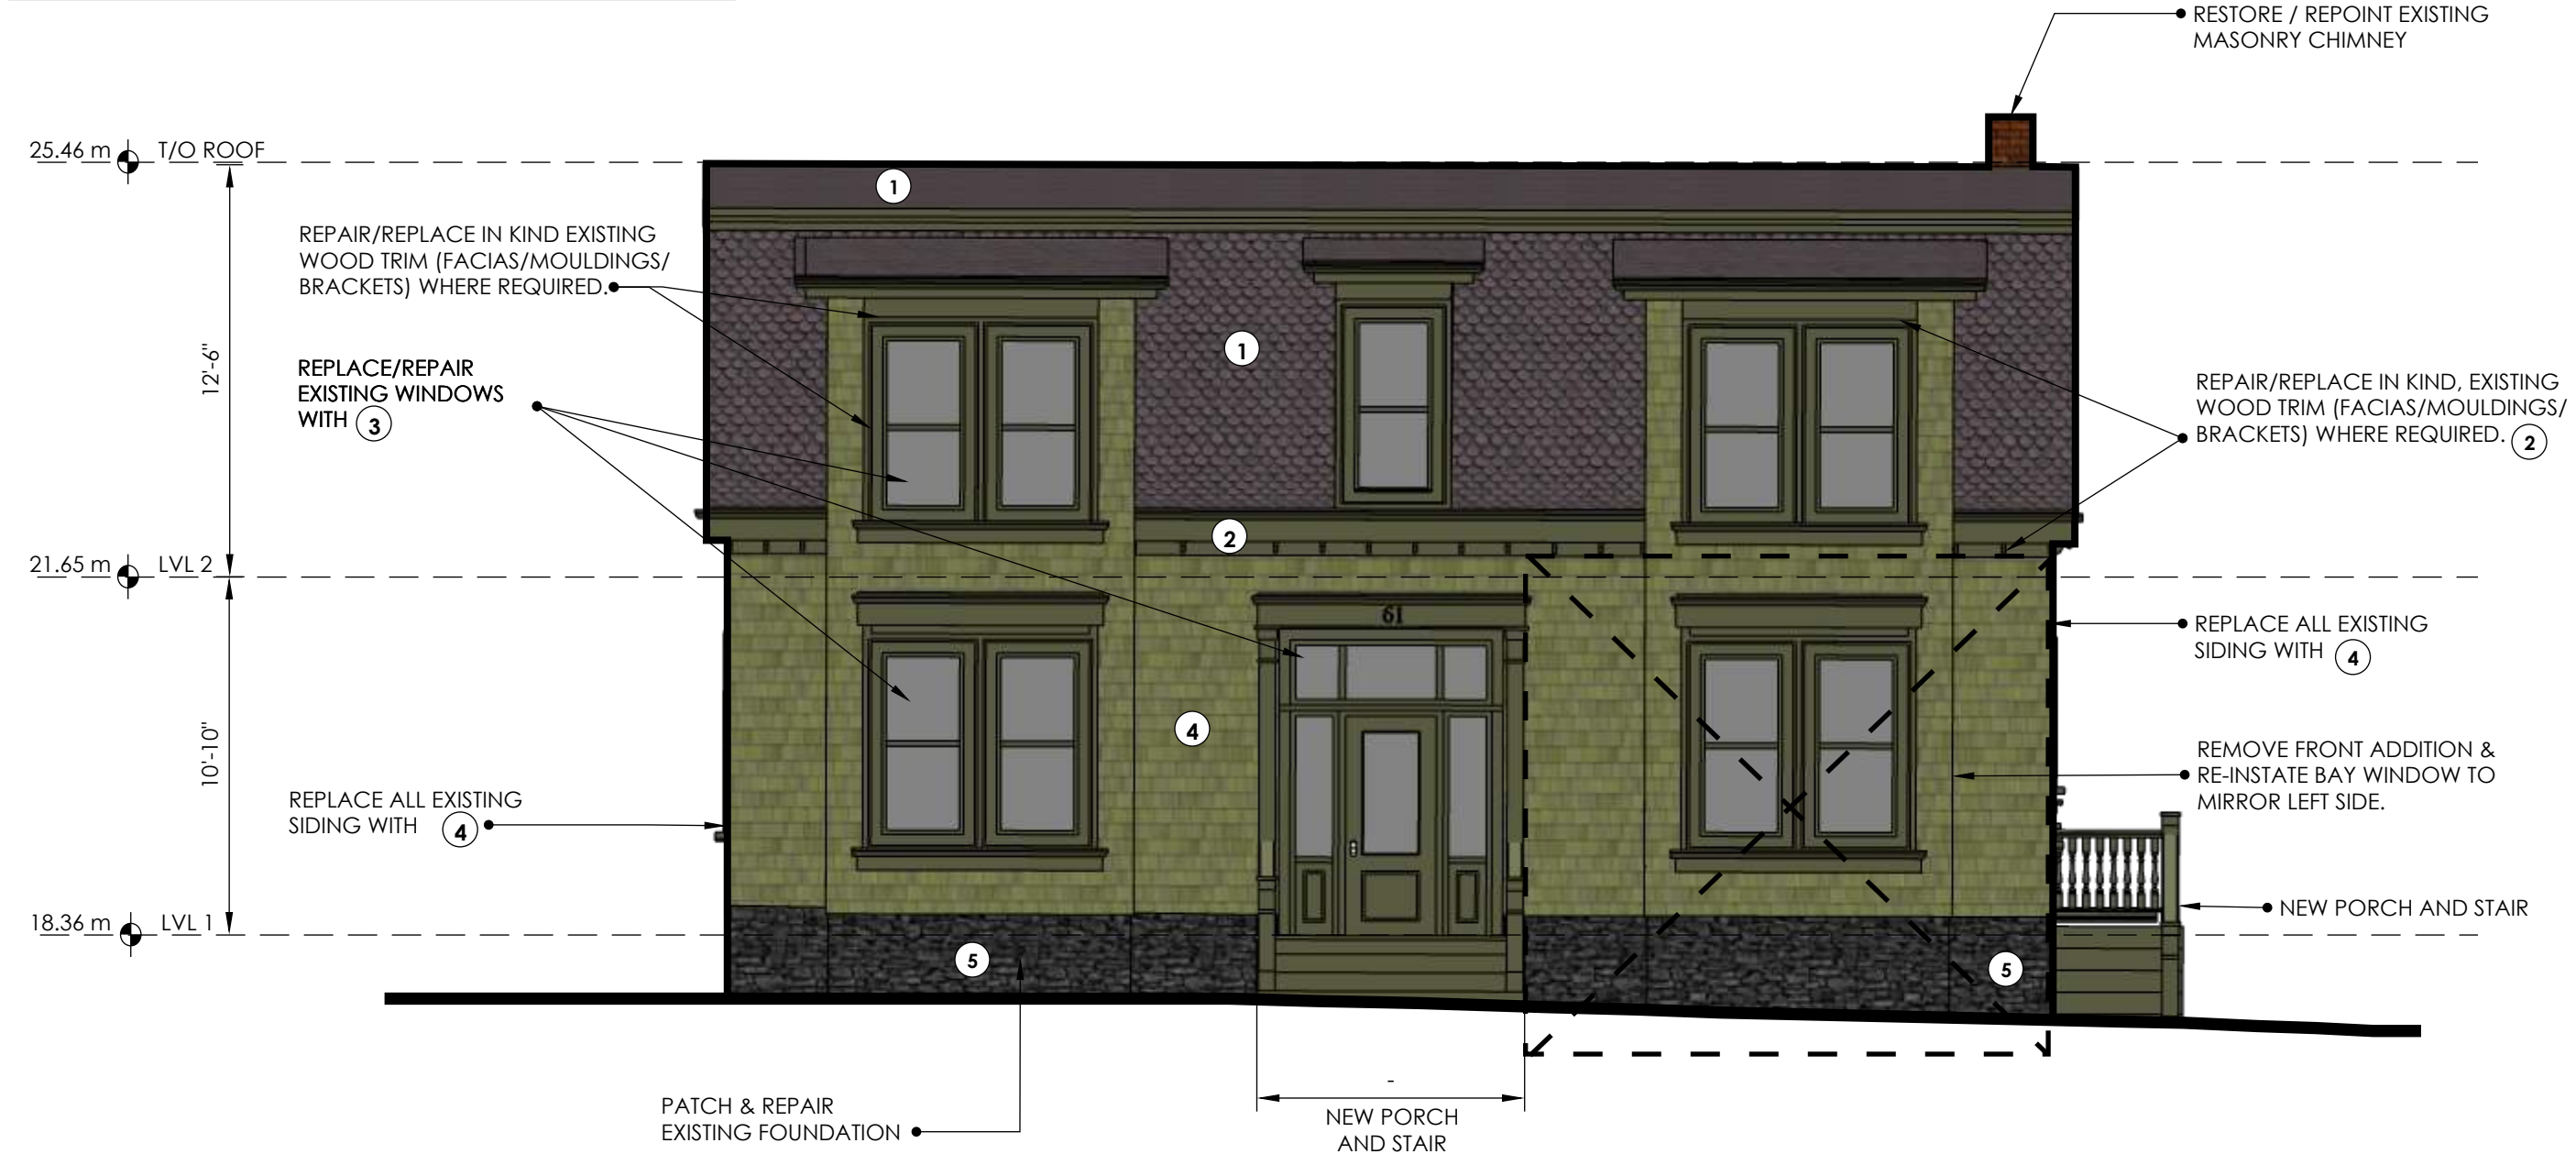 RESTORE / REPOINT EXISTING
MASONRY CHIMNEY
25.46 m
T/O ROOF
1
REPAIR/REPLACE IN KIND EXISTING
WOOD TRIM (FACIAS/MOULDINGS/
BRACKETS) WHERE REQUIRED.
12'-6"
1
REPLACE/REPAIR
EXISTING WINDOWS
WITH 3
REPAIR/REPLACE IN KIND, EXISTING
WOOD TRIM (FACIAS/MOULDINGS/
BRACKETS) WHERE REQUIRED. 2
2
21.65 m
LVL 2
61
REPLACE ALL EXISTING
SIDING WITH 4
4
10'-10"
REMOVE FRONT ADDITION &
RE-INSTATE BAY WINDOW TO
MIRROR LEFT SIDE.
REPLACE ALL EXISTING
SIDING WITH 4
NEW PORCH AND STAIR
18.36 m
LVL 1
5
5
-
NEW PORCH
AND STAIR
PATCH & REPAIR
EXISTING FOUNDATION